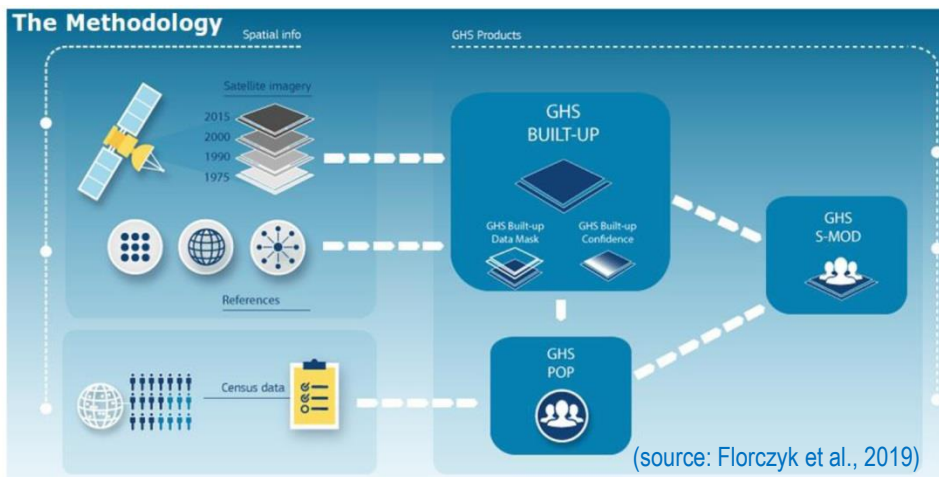 The Methodology
Spatial info
GHS Products
Satellite imagery
2015
2000
1990
1975
References
Census data
GHS
BUILT-UP
GHS Built-up
Data Mask
GHS Built-up
Confidence
GHS
POP
GHS
S-MOD
(source: Florczyk et al., 2019)